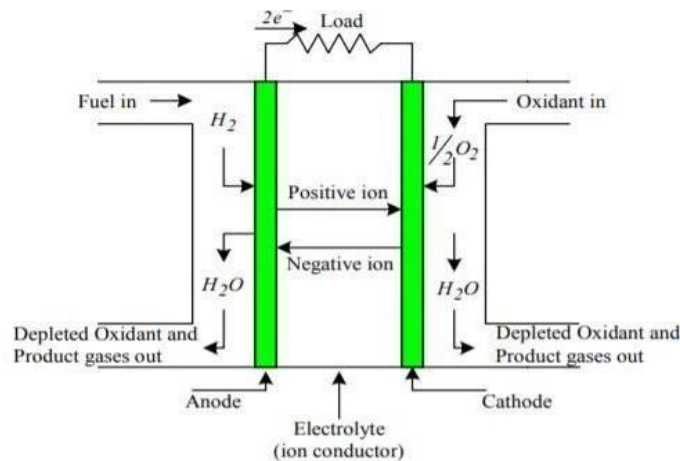 2e⁻
Load
Fuel in
Oxidant in
H₂
½O₂
Positive ion
Negative ion
H₂O
H₂O
Depleted Oxidant and
Product gases out
Depleted Oxidant and
Product gases out
Anode
Cathode
Electrolyte
(ion conductor)